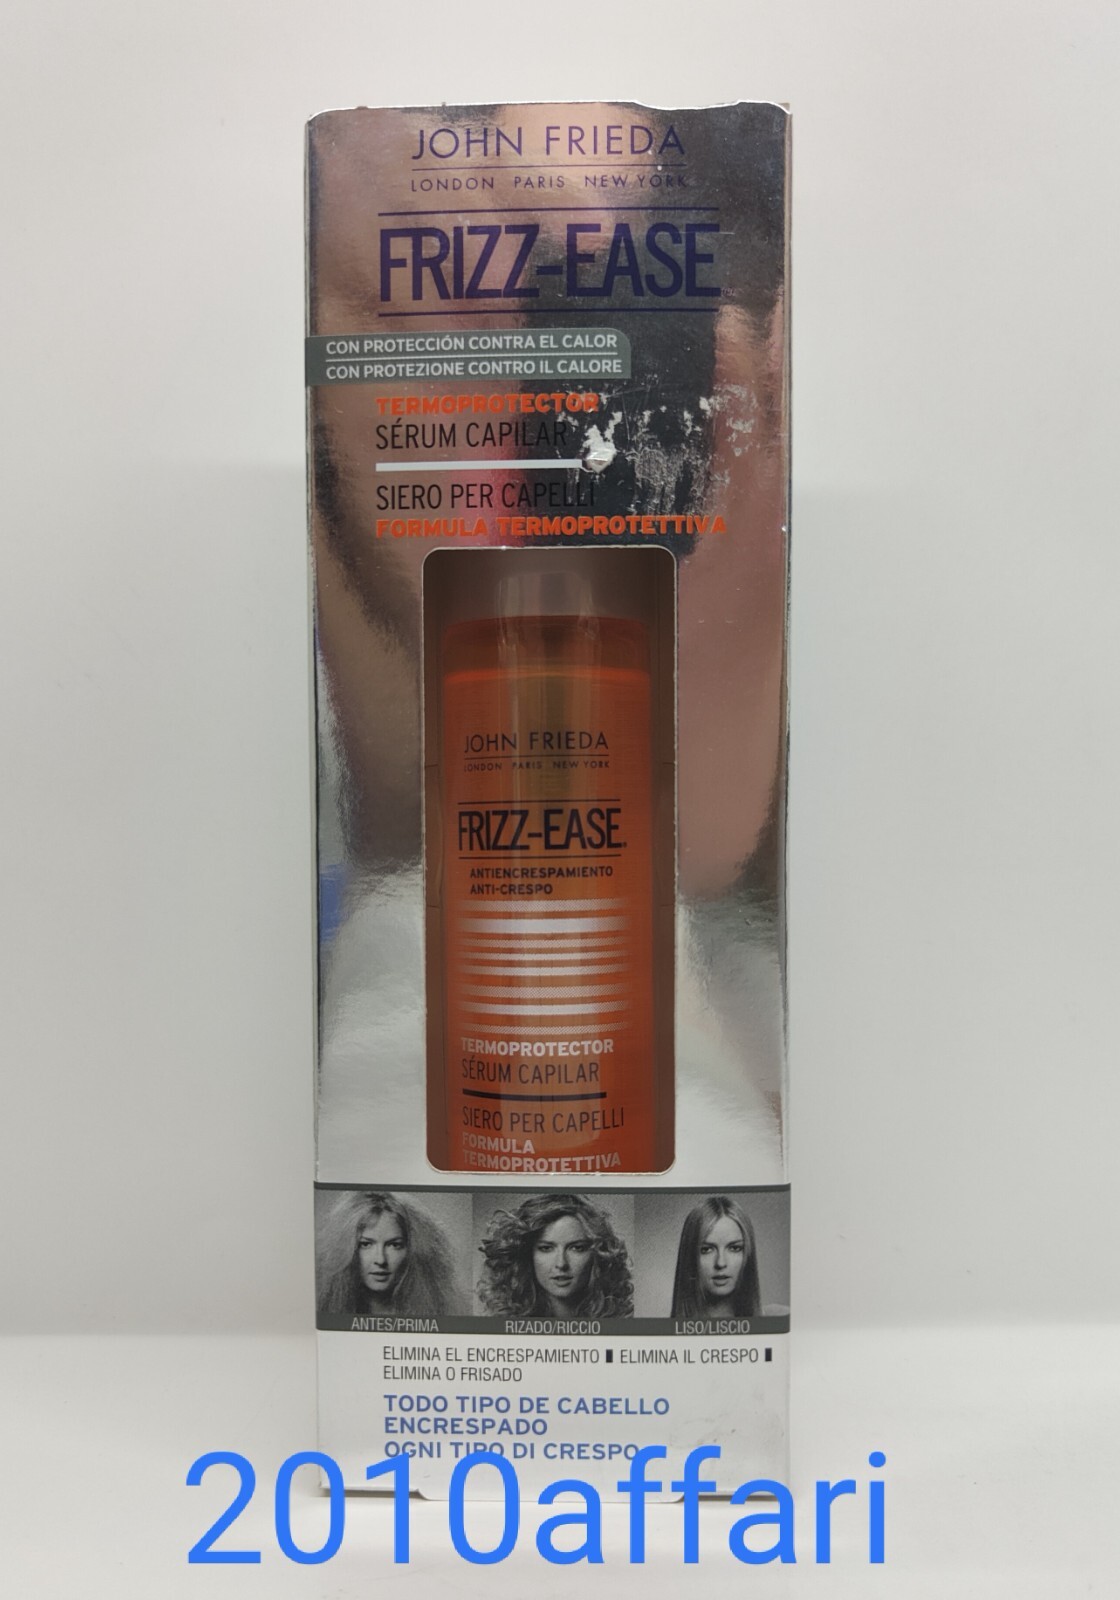 JOHN FRIEDA
LONDON PARIS NEW YORK
FRIZZ-EASE
CON PROTECCIÓN CONTRA EL CALOR
CON PROTEZIONE CONTRO IL CALORE
TERMOPROTECTOR
SÉRUM CAPILAR
SIERO PER CAPELLI
FORMULA TERMOPROTETTIVA
JOHN FRIEDA
LONDON PARIS NEW YORK
FRIZZ-EASE®
ANTIENCRESPAMIENTO
ANTI-CRESPO
TERMOPROTECTOR
SÉRUM CAPILAR
SIERO PER CAPELLI
FORMULA
TERMOPROTETTIVA
ANTES/PRIMA RIZADO/RICCIO LISO/LISCIO
ELIMINA EL ENCRESPAMIENTO ▮ ELIMINA IL CRESPO ▮
ELIMINA O FRISADO
TODO TIPO DE CABELLO
ENCRESPADO
OGNI TIPO DI CRESPO
2010affari